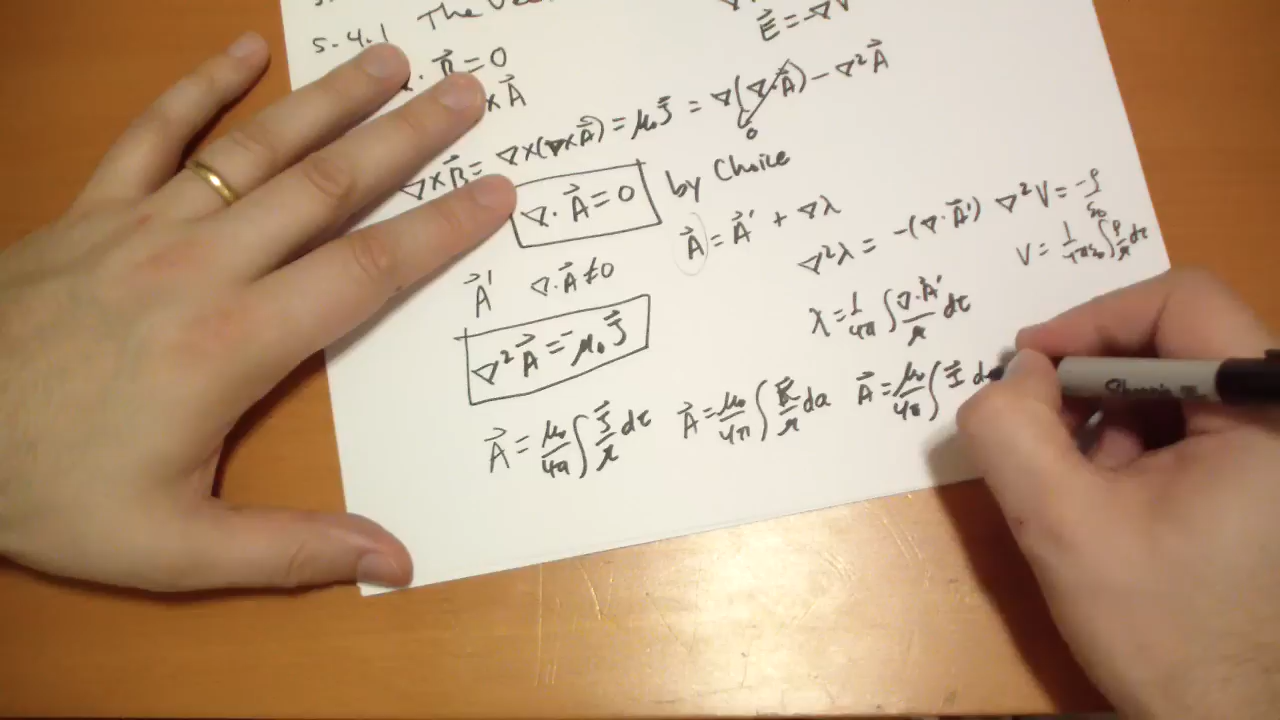 5.4.1 The Vec
E⃗ = -∇V
· B⃗ = 0
× A⃗
∇×B⃗ = ∇×(∇×A⃗) = μ₀J⃗ = ∇(∇·A⃗) - ∇²A⃗
0
∇·A⃗ = 0 by Choice
A⃗ = A⃗' + ∇λ
∇²λ = -(∇·A⃗') ∇²V = -ρ/ε₀
V = 1/4πε₀ ∫ ρ/r dτ
A⃗' ∇·A⃗ ≠ 0
λ = 1/4π ∫ ∇·A⃗'/r dτ
∇²A⃗ = -μ₀J⃗
A⃗ = μ₀/4π ∫ J⃗/r dτ A⃗ = μ₀/4π ∫ K⃗/r da A⃗ = μ₀/4π ∫ I⃗ d
Sharpie